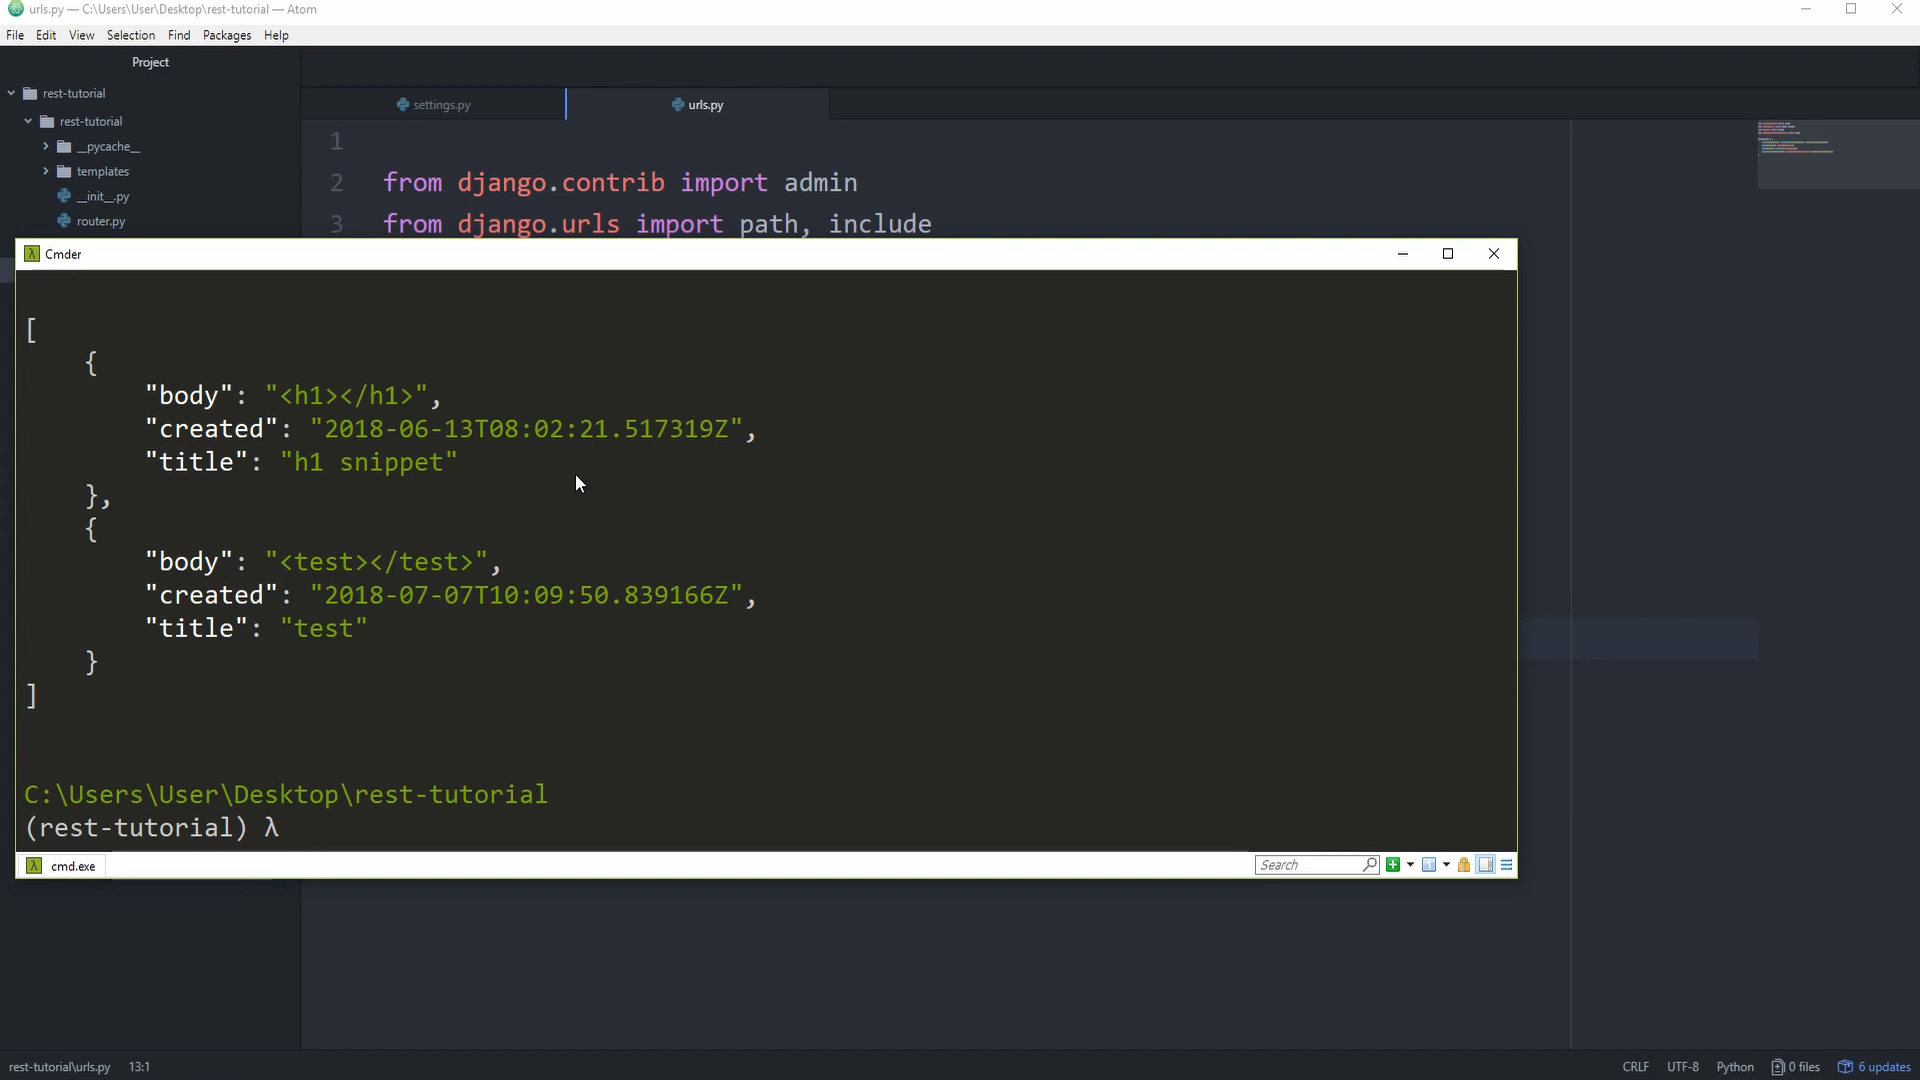 urls.py — C:\Users\User\Desktop\rest-tutorial — Atom
File Edit View Selection Find Packages Help
Project
rest-tutorial
rest-tutorial
__pycache__
templates
__init__.py
router.py
settings.py
urls.py
1
2 from django.contrib import admin
3 from django.urls import path, include
λ Cmder
[
{
"body": "<h1></h1>",
"created": "2018-06-13T08:02:21.517319Z",
"title": "h1 snippet"
},
{
"body": "<test></test>",
"created": "2018-07-07T10:09:50.839166Z",
"title": "test"
}
]
C:\Users\User\Desktop\rest-tutorial
(rest-tutorial) λ
λ cmd.exe
Search
rest-tutorial\urls.py 13:1
CRLF UTF-8 Python 0 files 6 updates